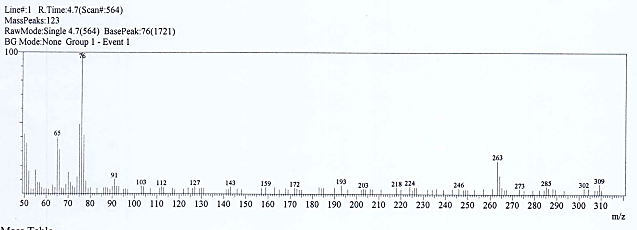 Line#:1 R.Time:4.7(Scan#:564)
MassPeaks:123
RawMode:Single 4.7(564) BasePeak:76(1721)
BG Mode:None Group 1 - Event 1
100
76
65
91
103
112
127
143
159
172
193
203
218
224
246
263
273
285
302
309
50 60 70 80 90 100 110 120 130 140 150 160 170 180 190 200 210 220 230 240 250 260 270 280 290 300 310
m/z
Mass Table